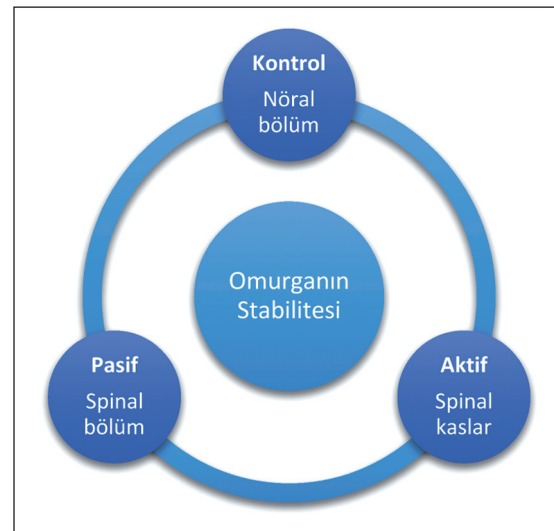 Kontrol
Nöral
bölüm
Omurganın
Stabilitesi
Pasif
Spinal
bölüm
Aktif
Spinal
kaslar